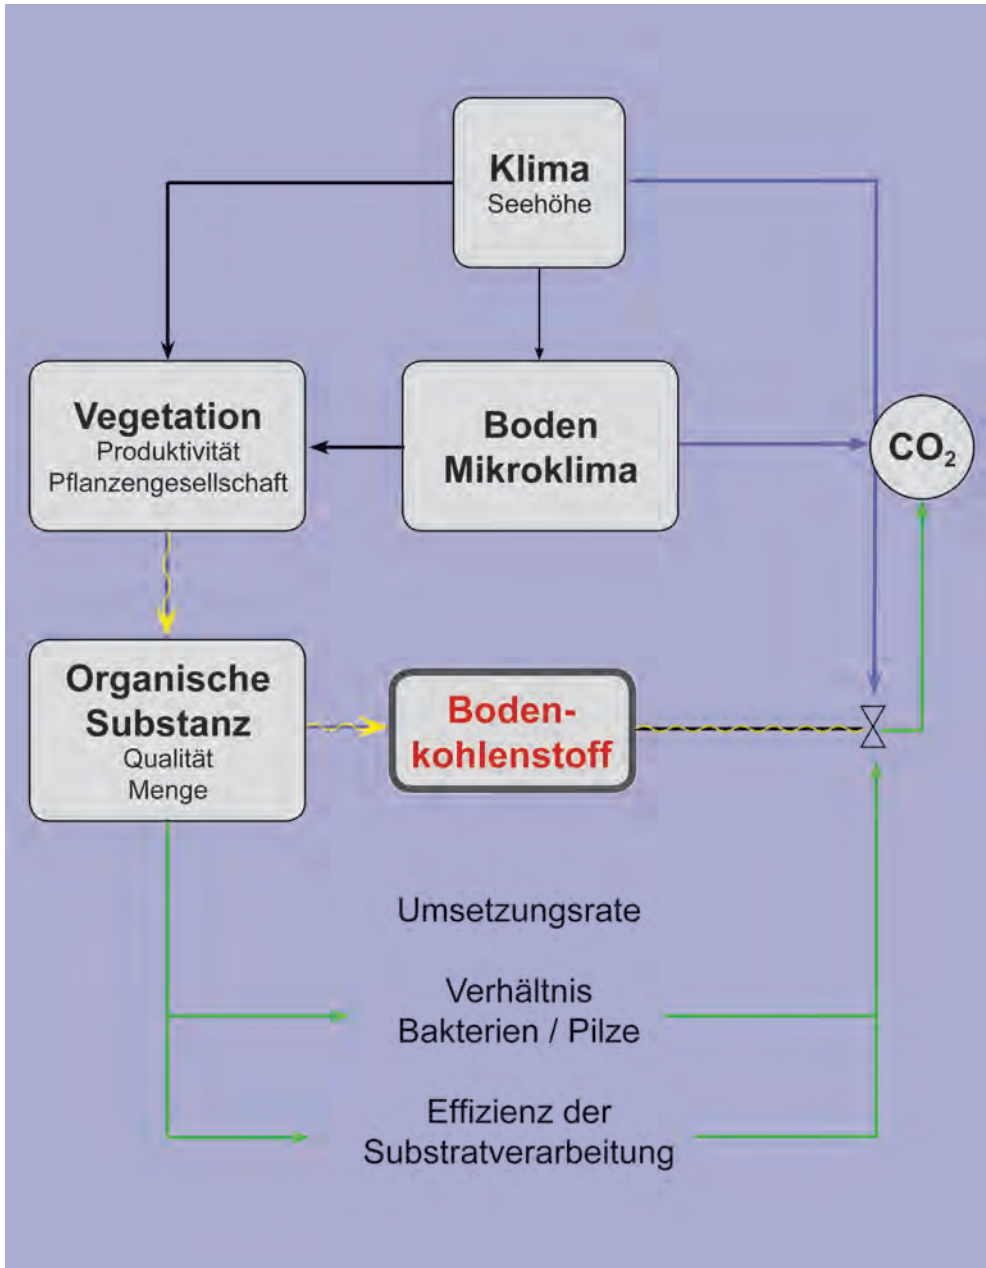 Klima
Seehöhe
Vegetation
Produktivität
Pflanzengesellschaft
Boden
Mikroklima
CO₂
Organische
Substanz
Qualität
Menge
Boden-
kohlenstoff
Umsetzungsrate
Verhältnis
Bakterien / Pilze
Effizienz der
Substratverarbeitung